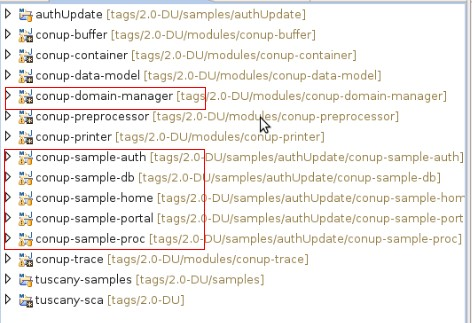 authUpdate [tags/2.0-DU/samples/authUpdate]
conup-buffer [tags/2.0-DU/modules/conup-buffer]
conup-container [tags/2.0-DU/modules/conup-container]
conup-data-model [tags/2.0-DU/modules/conup-data-model]
conup-domain-manager [tags/2.0-DU/modules/conup-domain-manager]
conup-preprocessor [tags/2.0-DU/modules/conup-preprocessor]
conup-printer [tags/2.0-DU/modules/conup-printer]
conup-sample-auth [tags/2.0-DU/samples/authUpdate/conup-sample-auth]
conup-sample-db [tags/2.0-DU/samples/authUpdate/conup-sample-db]
conup-sample-home [tags/2.0-DU/samples/authUpdate/conup-sample-hom
conup-sample-portal [tags/2.0-DU/samples/authUpdate/conup-sample-port
conup-sample-proc [tags/2.0-DU/samples/authUpdate/conup-sample-proc]
conup-trace [tags/2.0-DU/modules/conup-trace]
tuscany-samples [tags/2.0-DU/samples]
tuscany-sca [tags/2.0-DU]